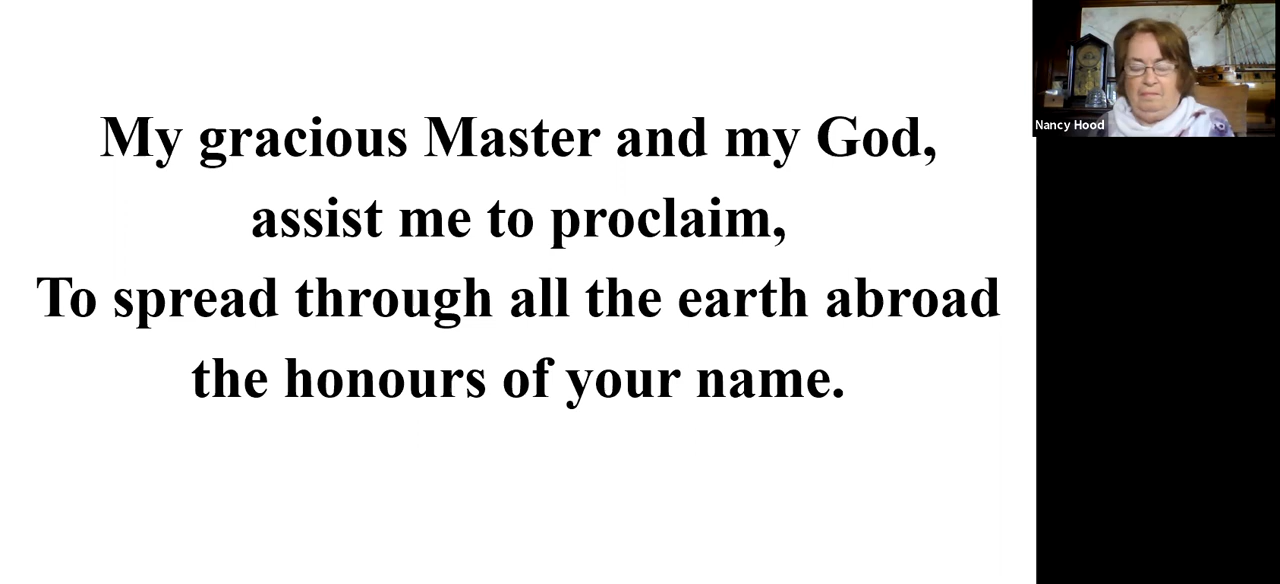 My gracious Master and my God,
assist me to proclaim,
To spread through all the earth abroad
the honours of your name.
Nancy Hood